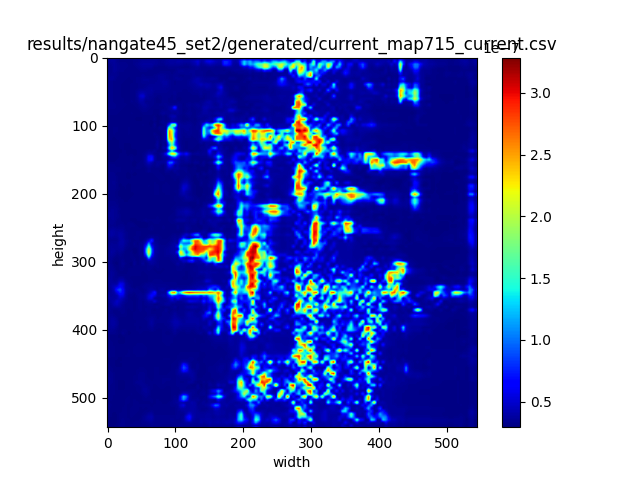 results/nangate45_set2/generated/current_map715_current.csv
1e−7
0
100
200
300
400
500
height
0 100 200 300 400 500
width
3.0
2.5
2.0
1.5
1.0
0.5